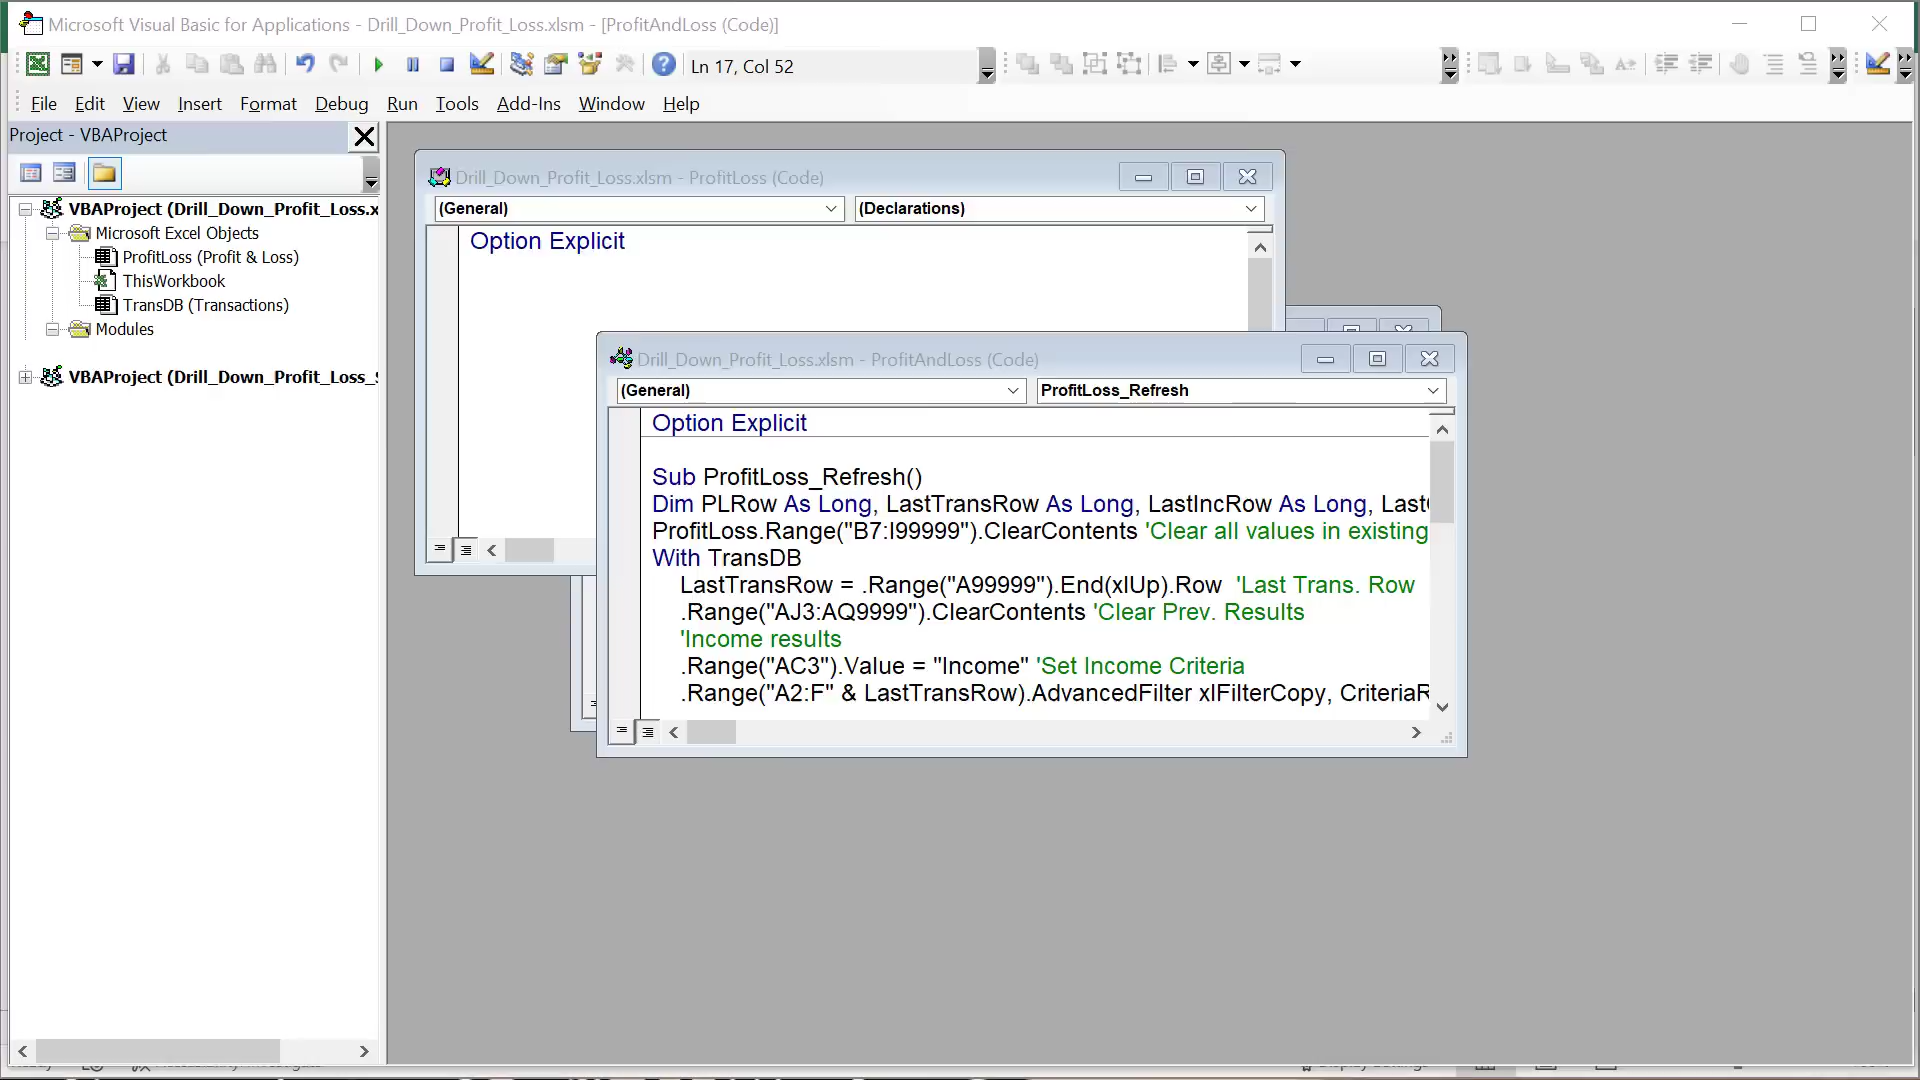 Microsoft Visual Basic for Applications - Drill_Down_Profit_Loss.xlsm - [ProfitAndLoss (Code)]
Ln 17, Col 52
File Edit View Insert Format Debug Run Tools Add-Ins Window Help
Project - VBAProject
VBAProject (Drill_Down_Profit_Loss.x
Microsoft Excel Objects
ProfitLoss (Profit & Loss)
ThisWorkbook
TransDB (Transactions)
Modules
VBAProject (Drill_Down_Profit_Loss_S
Drill_Down_Profit_Loss.xlsm - ProfitLoss (Code)
(General) (Declarations)
Option Explicit
Drill_Down_Profit_Loss.xlsm - ProfitAndLoss (Code)
(General) ProfitLoss_Refresh
Option Explicit
Sub ProfitLoss_Refresh()
Dim PLRow As Long, LastTransRow As Long, LastIncRow As Long, Last
ProfitLoss.Range("B7:I99999").ClearContents 'Clear all values in existing
With TransDB
LastTransRow = .Range("A99999").End(xlUp).Row 'Last Trans. Row
.Range("AJ3:AQ9999").ClearContents 'Clear Prev. Results
'Income results
.Range("AC3").Value = "Income" 'Set Income Criteria
.Range("A2:F" & LastTransRow).AdvancedFilter xlFilterCopy, CriteriaR